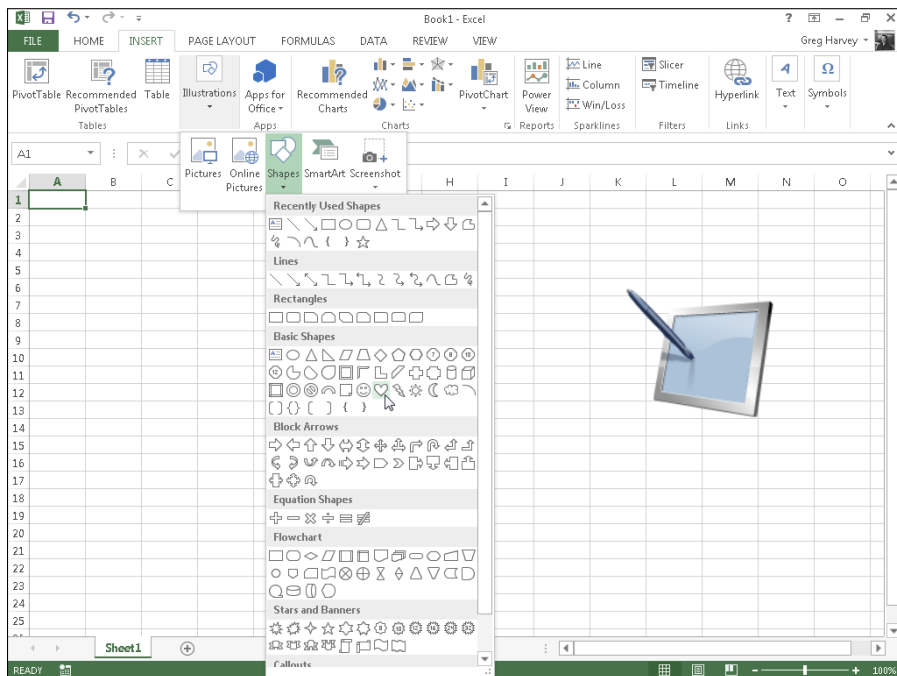 Book1 - Excel
FILE HOME INSERT PAGE LAYOUT FORMULAS DATA REVIEW VIEW Greg Harvey
PivotTable Recommended PivotTables Table
Illustrations
Apps for Office
Recommended Charts
PivotChart
Power View
Line
Column
Win/Loss
Slicer
Timeline
Hyperlink
Text
Symbols
Tables Apps Charts Reports Sparklines Filters Links
A1
Pictures Online Pictures Shapes SmartArt Screenshot
A B C H I J K L M N O
Recently Used Shapes
Lines
Rectangles
Basic Shapes
Block Arrows
Equation Shapes
Flowchart
Stars and Banners
Callouts
1
2
3
4
5
6
7
8
9
10
11
12
13
14
15
16
17
18
19
20
21
22
23
24
25
Sheet1
READY 100%